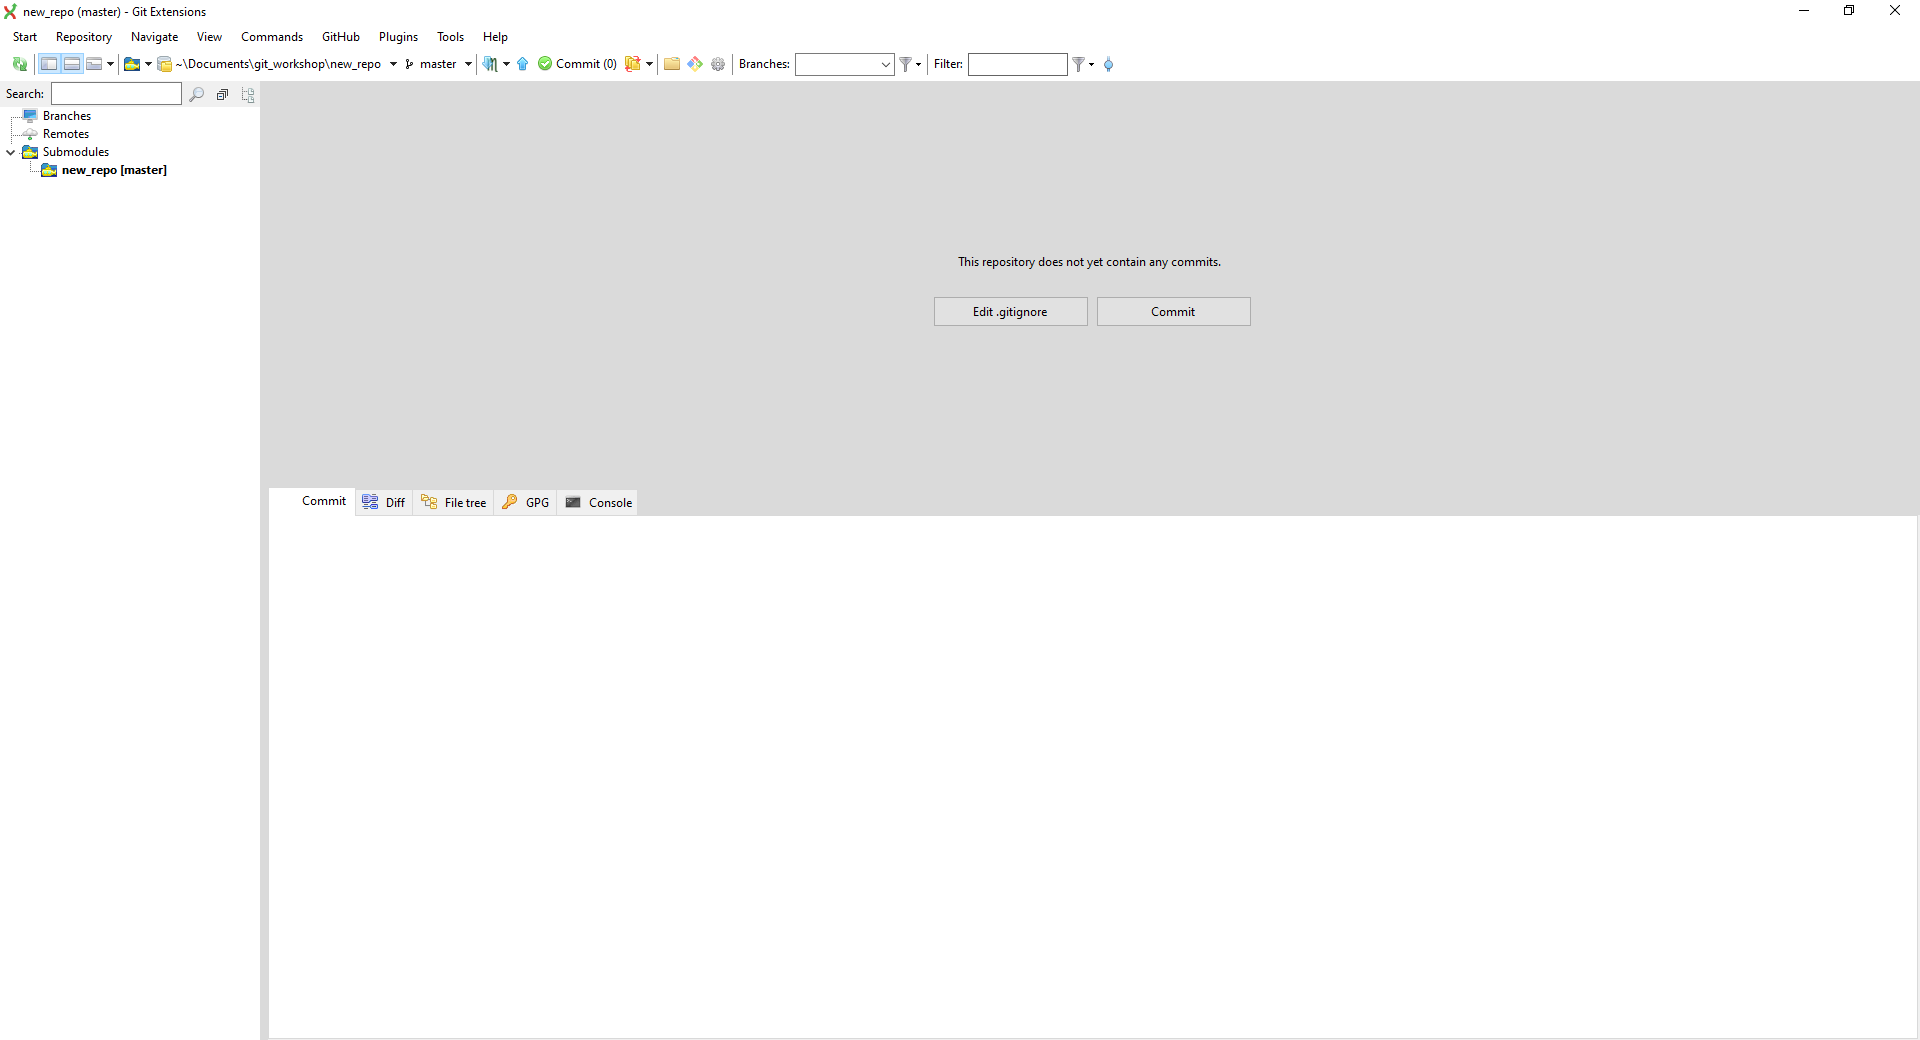 new_repo (master) - Git Extensions
Start Repository Navigate View Commands GitHub Plugins Tools Help
~\Documents\git_workshop\new_repo master Commit (0) Branches: Filter:
Search:
Branches
Remotes
Submodules
new_repo [master]
This repository does not yet contain any commits.
Edit .gitignore Commit
Commit Diff File tree GPG Console